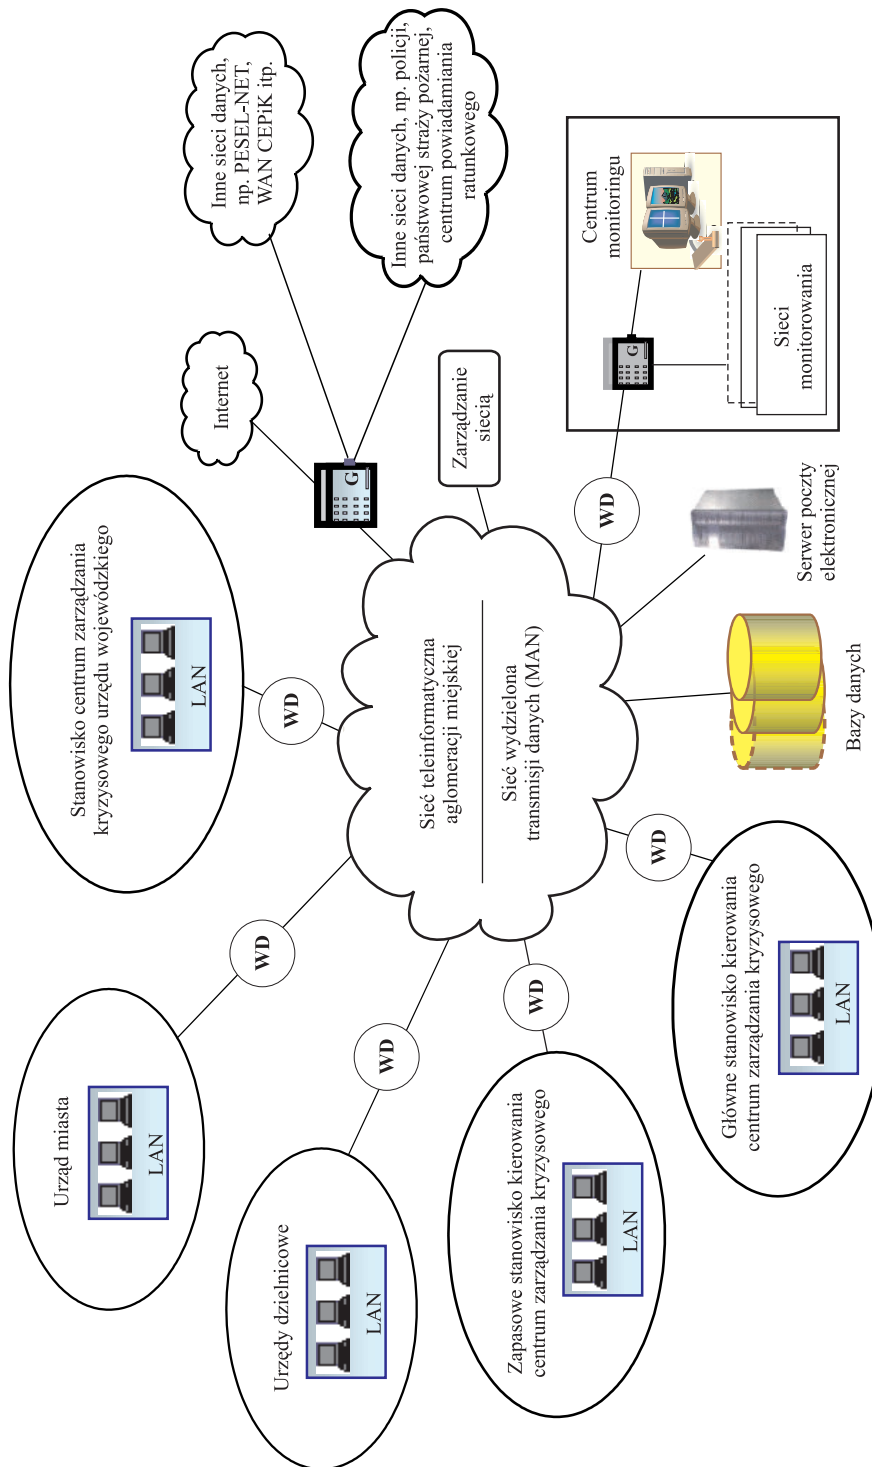 Urząd miasta
LAN
Stanowisko centrum zarządzania
kryzysowego urzędu wojewódzkiego
LAN
Internet
Inne sieci danych,
np. PESEL-NET,
WAN CEPiK itp.
Inne sieci danych, np. policji,
państwowej straży pożarnej,
centrum powiadamiania
ratunkowego
G
WD
WD
Urzędy dzielnicowe
LAN
WD
Sieć teleinformatyczna
aglomeracji miejskiej
Sieć wydzielona
transmisji danych (MAN)
Zarządzanie
siecią
Zapasowe stanowisko kierowania
centrum zarządzania kryzysowego
LAN
WD
WD
WD
G
Centrum
monitoringu
Sieci
monitorowania
Główne stanowisko kierowania
centrum zarządzania kryzysowego
LAN
Bazy danych
Serwer poczty
elektronicznej